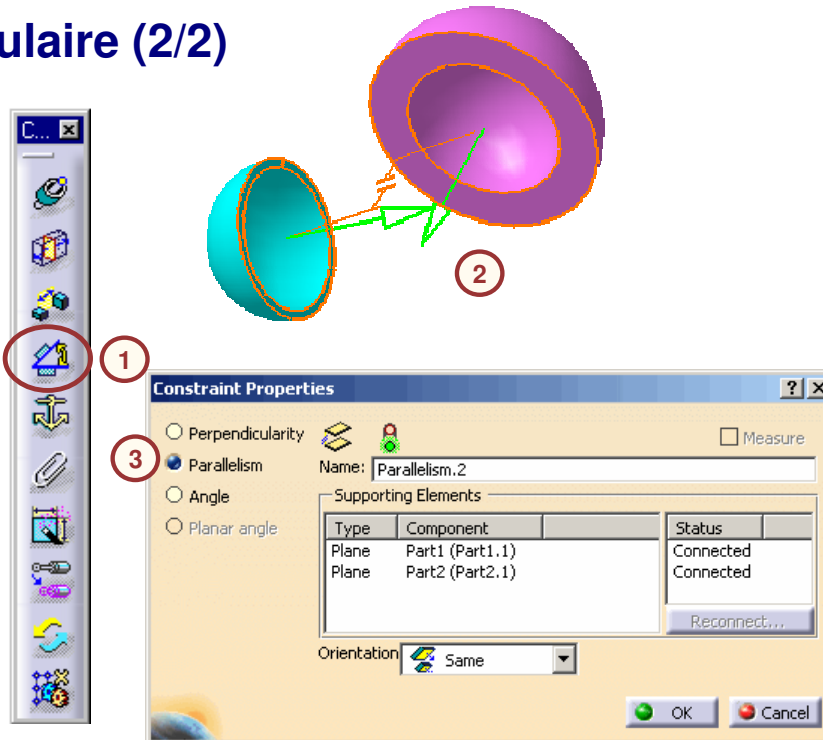 ulaire (2/2)
C...
2
1
Constraint Properties
Perpendicularity
Measure
3
Parallelism
Name: Parallelism.2
Angle
Supporting Elements
Planar angle
Type Component Status
Plane Part1 (Part1.1) Connected
Plane Part2 (Part2.1) Connected
Reconnect...
Orientation Same
OK Cancel